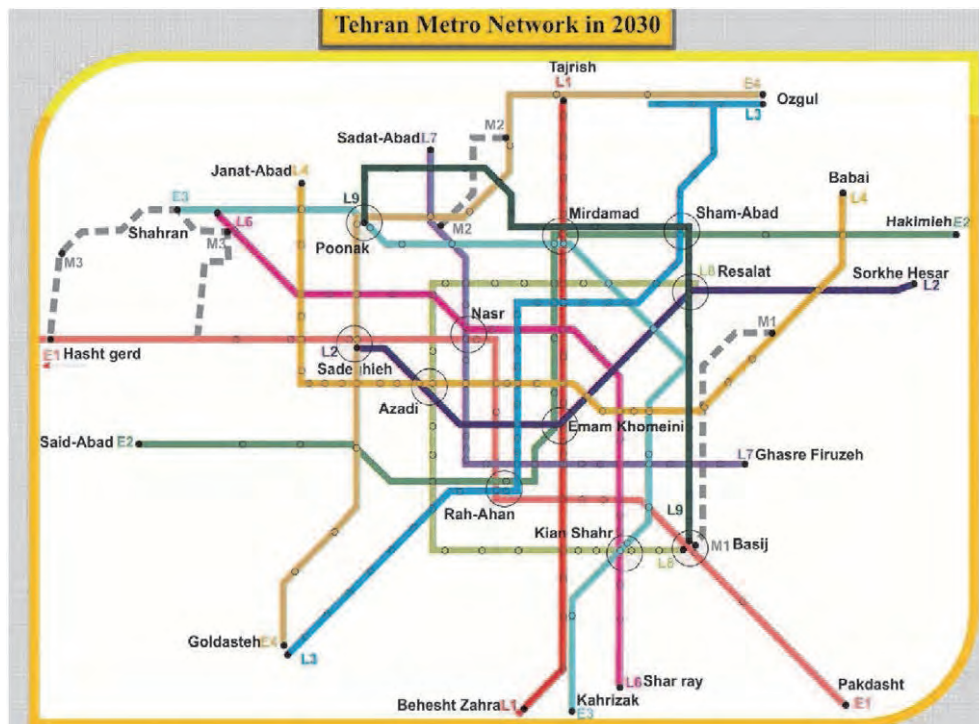 Tehran Metro Network in 2030
Tajrish
L1
E4
Ozgul
L3
M2
Sadat-Abad L7
Janat-Abad L4
Babai
L4
E3
L6
L9
Shahran
M3
M3
M2
Poonak
Mirdamad
Sham-Abad
Hakimieh E2
L8 Resalat
Sorkhe Hesar
L2
Nasr
M1
E1 Hasht gerd
L2
Sadeghieh
Azadi
Emam Khomeini
Said-Abad E2
L7 Ghasre Firuzeh
Rah-Ahan
L9
Kian Shahr
M1 Basij
L8
Goldasteh E4
L3
L6 Shar ray
Pakdasht
E1
Behesht Zahra L1
Kahrizak
E3